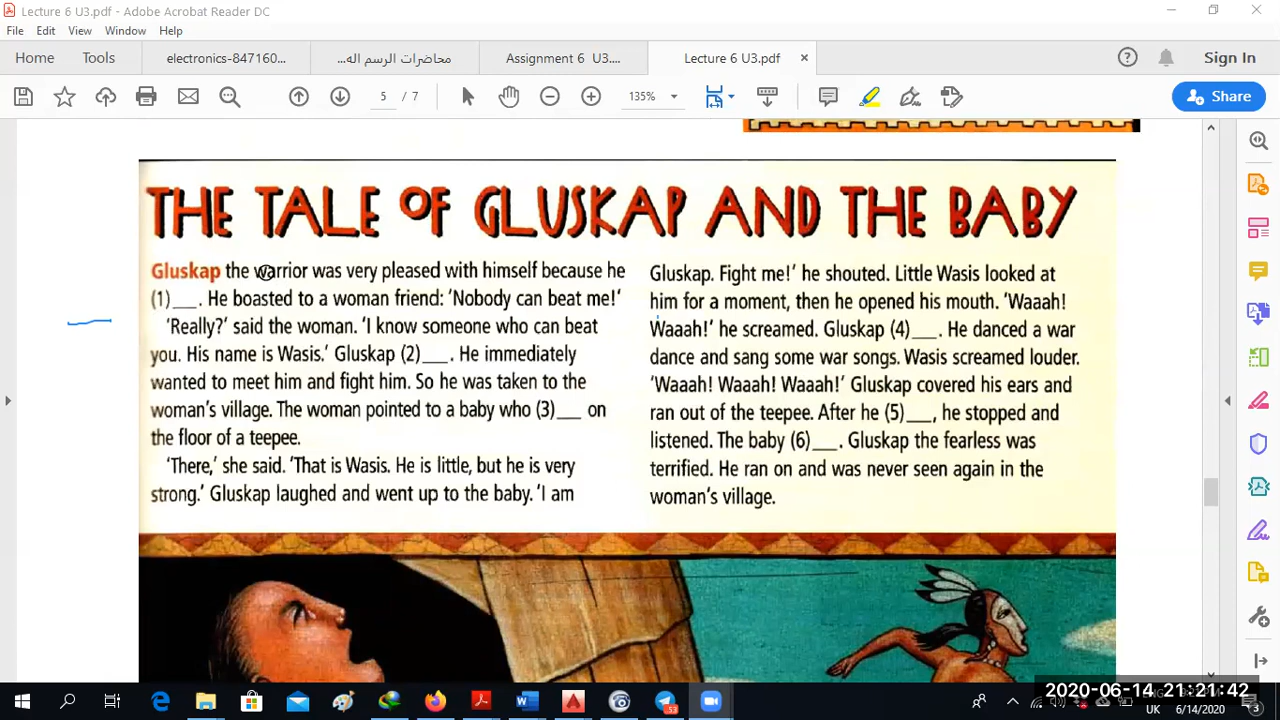 Lecture 6 U3.pdf - Adobe Acrobat Reader DC
File Edit View Window Help
Home Tools electronics-847160... محاضرات الرسم اله... Assignment 6 U3.... Lecture 6 U3.pdf Sign In
5 / 7 135% Share
THE TALE OF GLUSKAP AND THE BABY
Gluskap the warrior was very pleased with himself because he
(1)___. He boasted to a woman friend: 'Nobody can beat me!'
'Really?' said the woman. 'I know someone who can beat
you. His name is Wasis.' Gluskap (2)___. He immediately
wanted to meet him and fight him. So he was taken to the
woman's village. The woman pointed to a baby who (3)___ on
the floor of a teepee.
'There,' she said. 'That is Wasis. He is little, but he is very
strong.' Gluskap laughed and went up to the baby. 'I am
Gluskap. Fight me!' he shouted. Little Wasis looked at
him for a moment, then he opened his mouth. 'Waaah!
Waaah!' he screamed. Gluskap (4)___. He danced a war
dance and sang some war songs. Wasis screamed louder.
'Waaah! Waaah! Waaah!' Gluskap covered his ears and
ran out of the teepee. After he (5)___, he stopped and
listened. The baby (6)___. Gluskap the fearless was
terrified. He ran on and was never seen again in the
woman's village.
2020-06-14 21:21:42
UK 6/14/2020